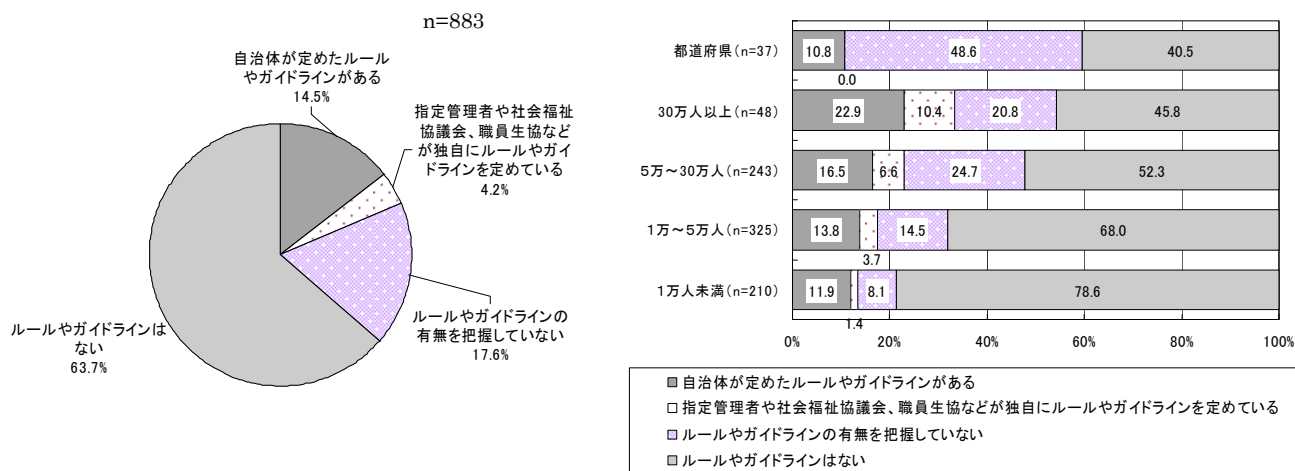 n=883
自治体が定めたルール
やガイドラインがある
14.5%
指定管理者や社会福祉
協議会、職員生協など
が独自にルールやガイ
ドラインを定めている
4.2%
ルールやガイドラインの
有無を把握していない
17.6%
ルールやガイドラインは
ない
63.7%
都道府県(n=37)
10.8
48.6
40.5
0.0
30万人以上(n=48)
22.9
10.4
20.8
45.8
5万～30万人(n=243)
16.5
6.6
24.7
52.3
1万～5万人(n=325)
13.8
14.5
68.0
3.7
1万人未満(n=210)
11.9
8.1
78.6
1.4
0%
20%
40%
60%
80%
100%
自治体が定めたルールやガイドラインがある
指定管理者や社会福祉協議会、職員生協などが独自にルールやガイドラインを定めている
ルールやガイドラインの有無を把握していない
ルールやガイドラインはない